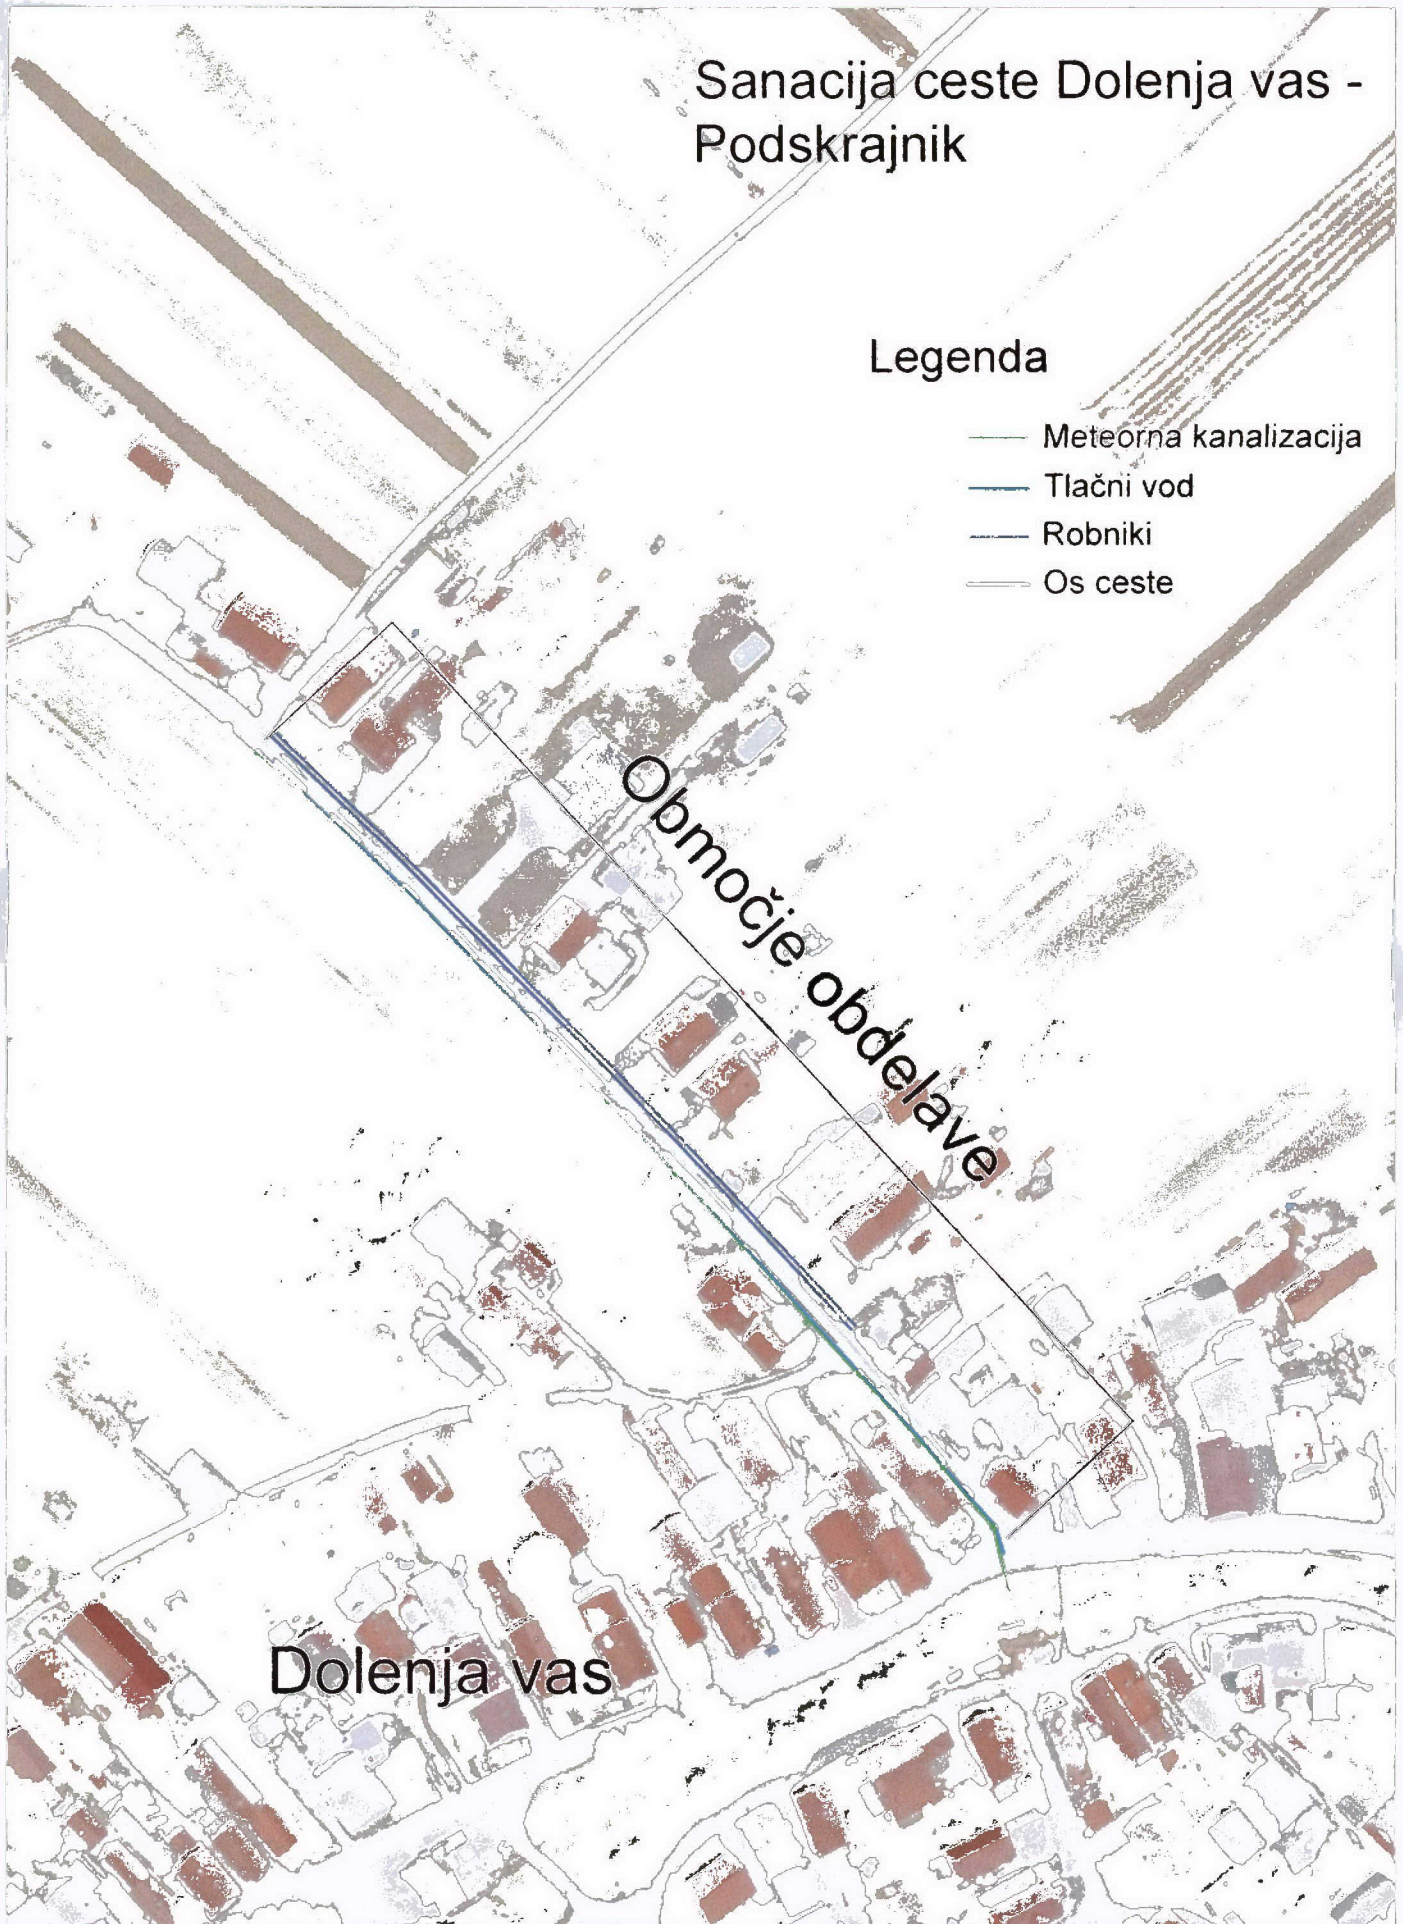 Sanacija ceste Dolenja vas -
Podskrajnik
Legenda
Meteorna kanalizacija
Tlačni vod
Robniki
Os ceste
Območje obdelave
Dolenja vas